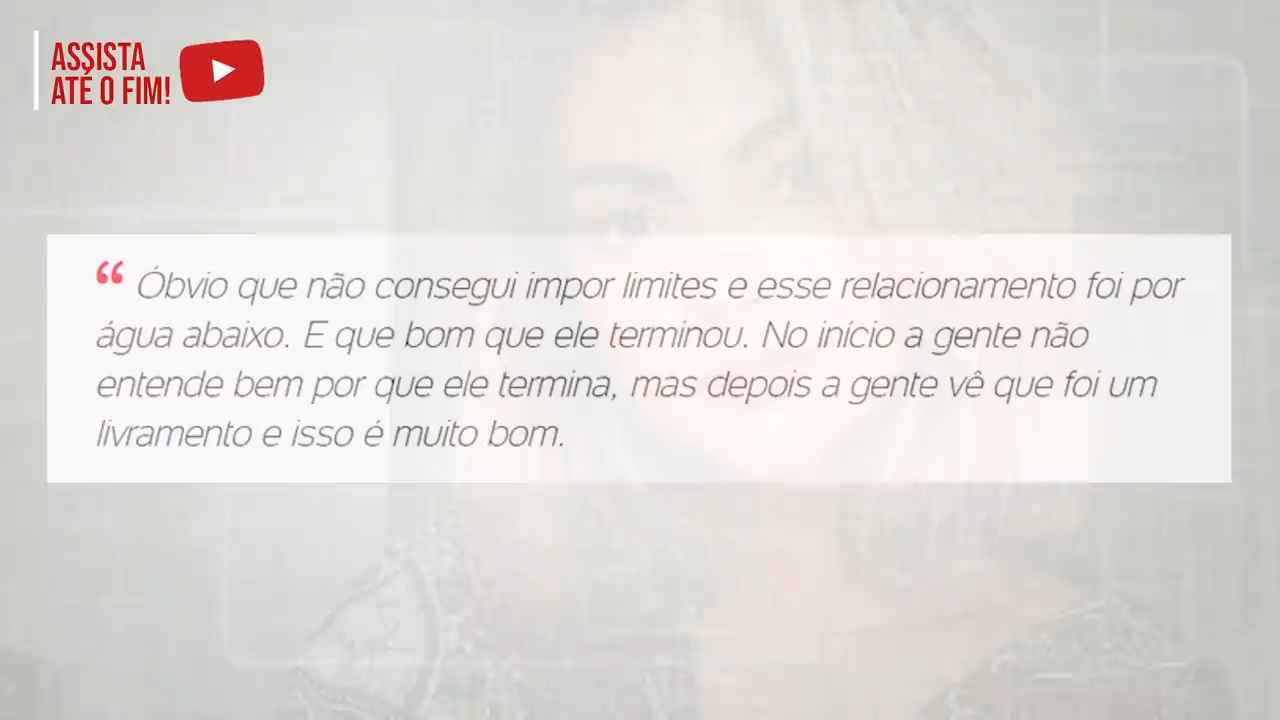 ASSISTA
ATÉ O FIM!
“ Óbvio que não consegui impor limites e esse relacionamento foi por
água abaixo. E que bom que ele terminou. No início a gente não
entende bem por que ele termina, mas depois a gente vê que foi um
livramento e isso é muito bom.